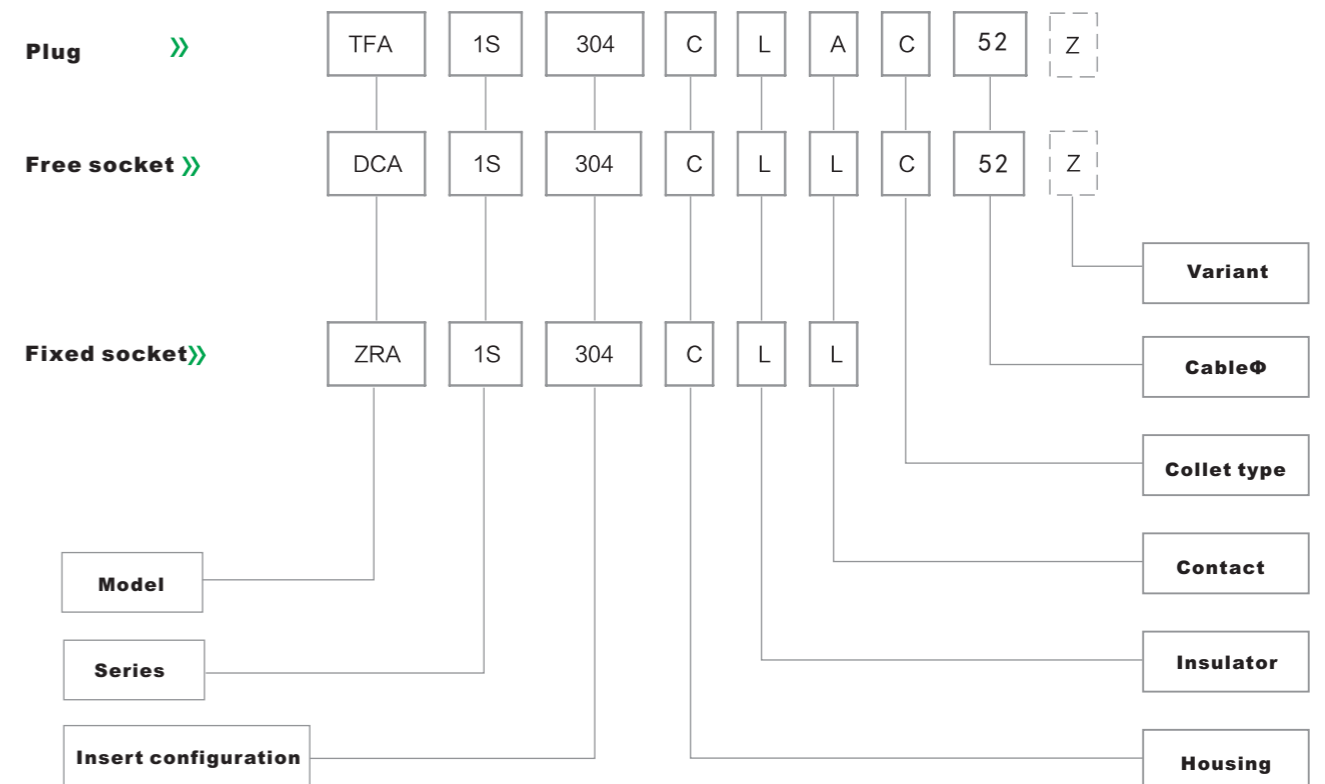 Plug » TFA 1S 304 C L A C 52 Z
Free socket » DCA 1S 304 C L L C 52 Z
Variant
Fixed socket» ZRA 1S 304 C L L
CableΦ
Collet type
Contact
Model
Insulator
Series
Insert configuration
Housing